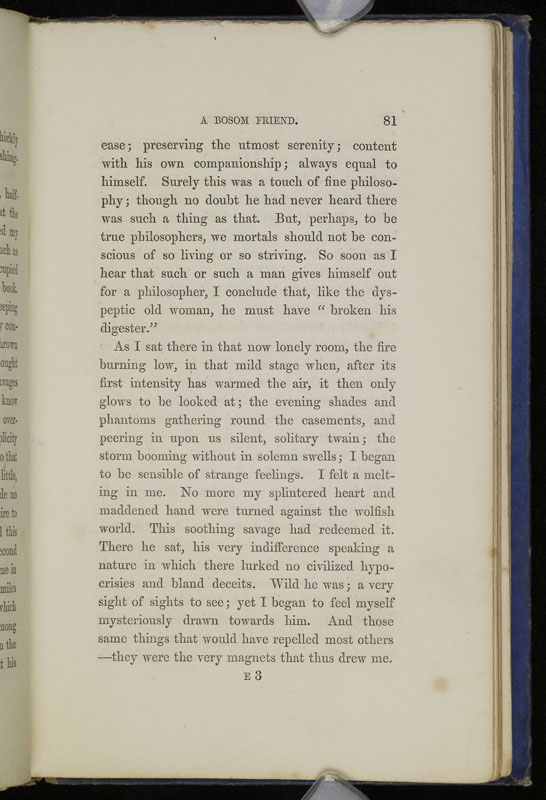 A BOSOM FRIEND. 81
ease; preserving the utmost serenity; content
with his own companionship; always equal to
himself. Surely this was a touch of fine philoso-
phy; though no doubt he had never heard there
was such a thing as that. But, perhaps, to be
true philosophers, we mortals should not be con-
scious of so living or so striving. So soon as I
hear that such or such a man gives himself out
for a philosopher, I conclude that, like the dys-
peptic old woman, he must have “ broken his
digester.”
As I sat there in that now lonely room, the fire
burning low, in that mild stage when, after its
first intensity has warmed the air, it then only
glows to be looked at; the evening shades and
phantoms gathering round the casements, and
peering in upon us silent, solitary twain; the
storm booming without in solemn swells; I began
to be sensible of strange feelings. I felt a melt-
ing in me. No more my splintered heart and
maddened hand were turned against the wolfish
world. This soothing savage had redeemed it.
There he sat, his very indifference speaking a
nature in which there lurked no civilized hypo-
crisies and bland deceits. Wild he was; a very
sight of sights to see; yet I began to feel myself
mysteriously drawn towards him. And those
same things that would have repelled most others
—they were the very magnets that thus drew me.
E 3